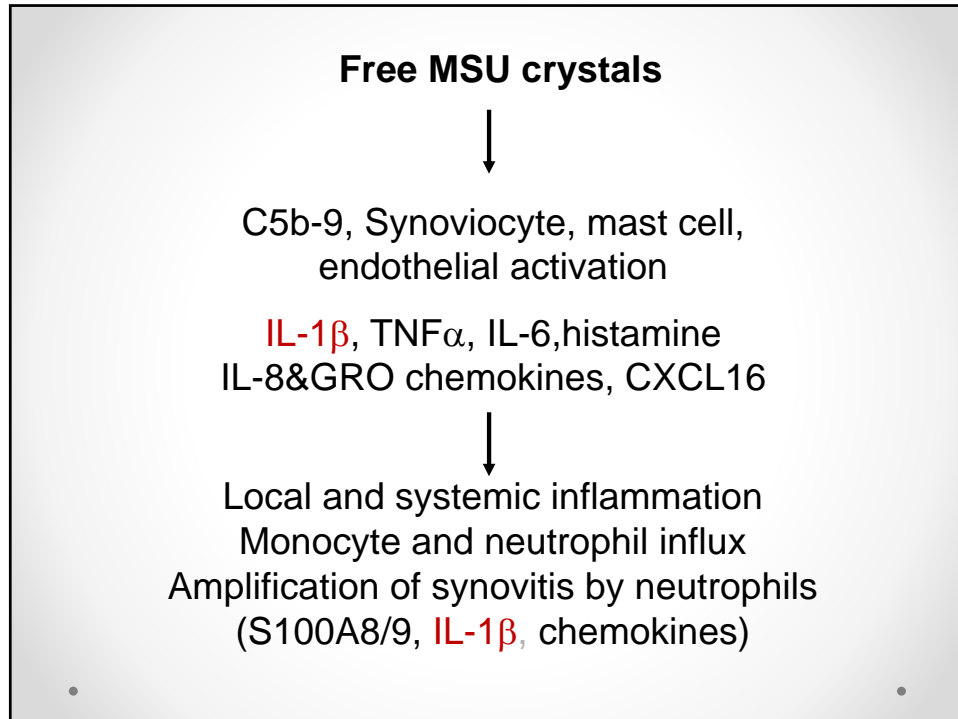 Free MSU crystals
C5b-9, Synoviocyte, mast cell,
endothelial activation
IL-1β, TNFα, IL-6,histamine
IL-8&GRO chemokines, CXCL16
Local and systemic inflammation
Monocyte and neutrophil influx
Amplification of synovitis by neutrophils
(S100A8/9, IL-1β, chemokines)